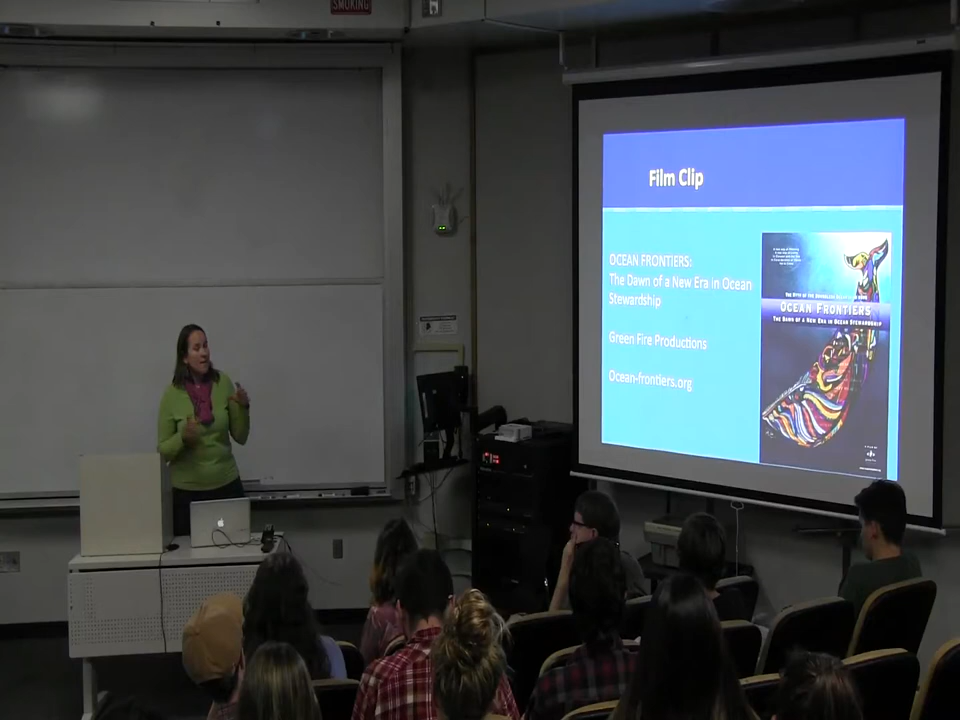 SMOKING
Film Clip
OCEAN FRONTIERS:
The Dawn of a New Era in Ocean
Stewardship
Green Fire Productions
Ocean-frontiers.org
OCEAN FRONTIERS
THE DAWN OF A NEW ERA IN OCEAN STEWARDSHIP